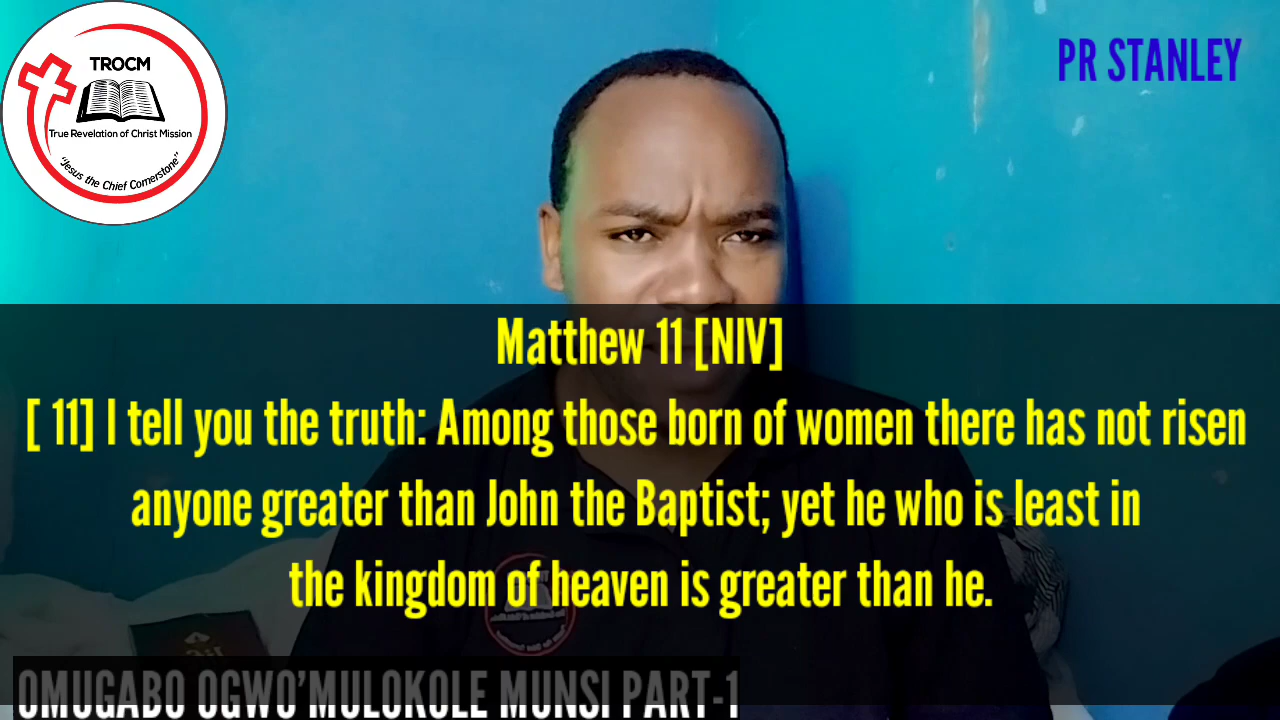 TROCM
True Revelation of Christ Mission
"Jesus the Chief Cornerstone"
PR STANLEY
Matthew 11 [NIV]
[ 11] I tell you the truth: Among those born of women there has not risen
anyone greater than John the Baptist; yet he who is least in
the kingdom of heaven is greater than he.
OMUGABO OGWO'MULOKOLE MUNSI PART-1